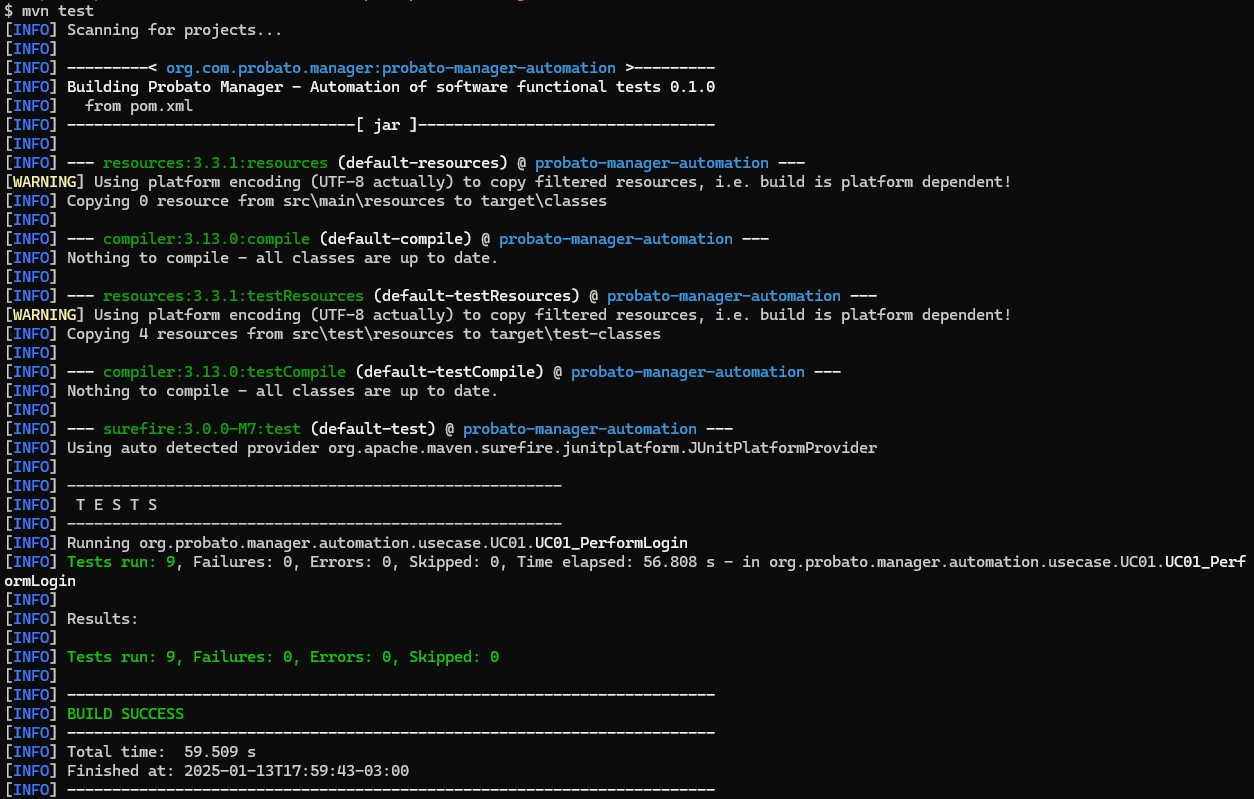 $ mvn test
[INFO] Scanning for projects...
[INFO]
[INFO] ---------< org.com.probato.manager:probato-manager-automation >---------
[INFO] Building Probato Manager - Automation of software functional tests 0.1.0
[INFO]   from pom.xml
[INFO] --------------------------------[ jar ]---------------------------------
[INFO]
[INFO] --- resources:3.3.1:resources (default-resources) @ probato-manager-automation ---
[WARNING] Using platform encoding (UTF-8 actually) to copy filtered resources, i.e. build is platform dependent!
[INFO] Copying 0 resource from src\main\resources to target\classes
[INFO]
[INFO] --- compiler:3.13.0:compile (default-compile) @ probato-manager-automation ---
[INFO] Nothing to compile - all classes are up to date.
[INFO]
[INFO] --- resources:3.3.1:testResources (default-testResources) @ probato-manager-automation ---
[WARNING] Using platform encoding (UTF-8 actually) to copy filtered resources, i.e. build is platform dependent!
[INFO] Copying 4 resources from src\test\resources to target\test-classes
[INFO]
[INFO] --- compiler:3.13.0:testCompile (default-testCompile) @ probato-manager-automation ---
[INFO] Nothing to compile - all classes are up to date.
[INFO]
[INFO] --- surefire:3.0.0-M7:test (default-test) @ probato-manager-automation ---
[INFO] Using auto detected provider org.apache.maven.surefire.junitplatform.JUnitPlatformProvider
[INFO]
[INFO] -------------------------------------------------------
[INFO]  T E S T S
[INFO] -------------------------------------------------------
[INFO] Running org.probato.manager.automation.usecase.UC01.UC01_PerformLogin
[INFO] Tests run: 9, Failures: 0, Errors: 0, Skipped: 0, Time elapsed: 56.808 s - in org.probato.manager.automation.usecase.UC01.UC01_Perf
ormLogin
[INFO]
[INFO] Results:
[INFO]
[INFO] Tests run: 9, Failures: 0, Errors: 0, Skipped: 0
[INFO]
[INFO] ------------------------------------------------------------------------
[INFO] BUILD SUCCESS
[INFO] ------------------------------------------------------------------------
[INFO] Total time:  59.509 s
[INFO] Finished at: 2025-01-13T17:59:43-03:00
[INFO] ------------------------------------------------------------------------